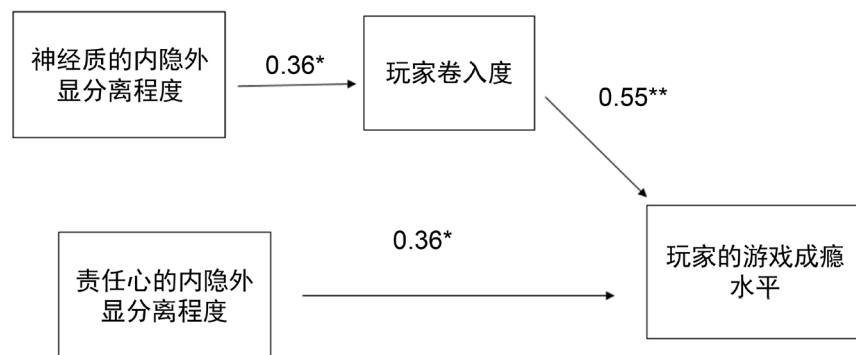 神经质的内隐外
显分离程度
0.36*
玩家卷入度
0.55**
责任心的内隐外
显分离程度
0.36*
玩家的游戏成瘾
水平